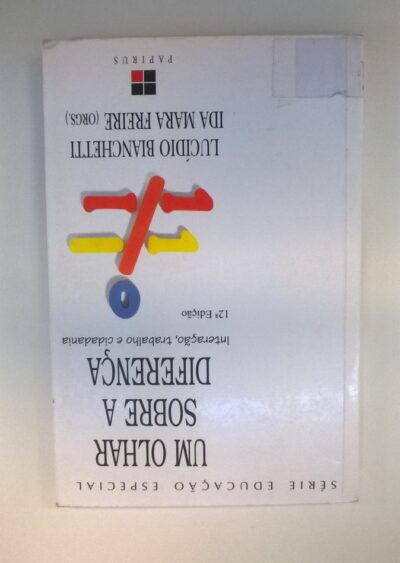 SÉRIE EDUCAÇÃO ESPECIAL
UM OLHAR
SOBRE A
DIFERENÇA
Interação, trabalho e cidadania
12ª Edição
LUCÍDIO BIANCHETTI
IDA MARA FREIRE (ORGS.)
PAPIRUS